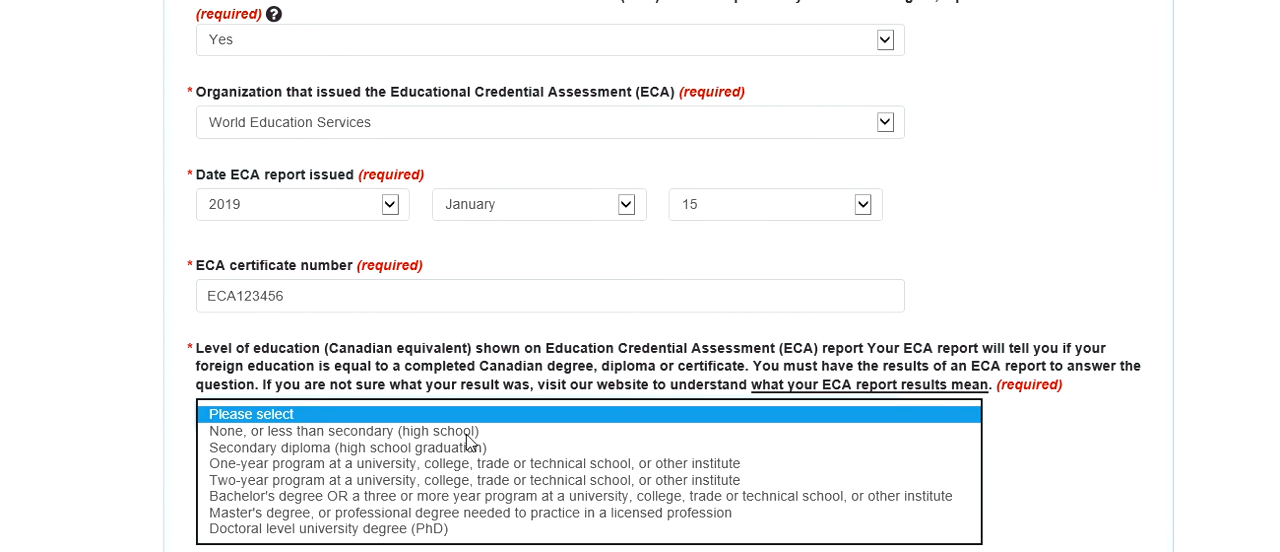 (required) ?
Yes
* Organization that issued the Educational Credential Assessment (ECA) (required)
World Education Services
* Date ECA report issued (required)
2019 January 15
* ECA certificate number (required)
ECA123456
* Level of education (Canadian equivalent) shown on Education Credential Assessment (ECA) report Your ECA report will tell you if your
foreign education is equal to a completed Canadian degree, diploma or certificate. You must have the results of an ECA report to answer the
question. If you are not sure what your result was, visit our website to understand what your ECA report results mean. (required)
Please select
None, or less than secondary (high school)
Secondary diploma (high school graduation)
One-year program at a university, college, trade or technical school, or other institute
Two-year program at a university, college, trade or technical school, or other institute
Bachelor's degree OR a three or more year program at a university, college, trade or technical school, or other institute
Master's degree, or professional degree needed to practice in a licensed profession
Doctoral level university degree (PhD)